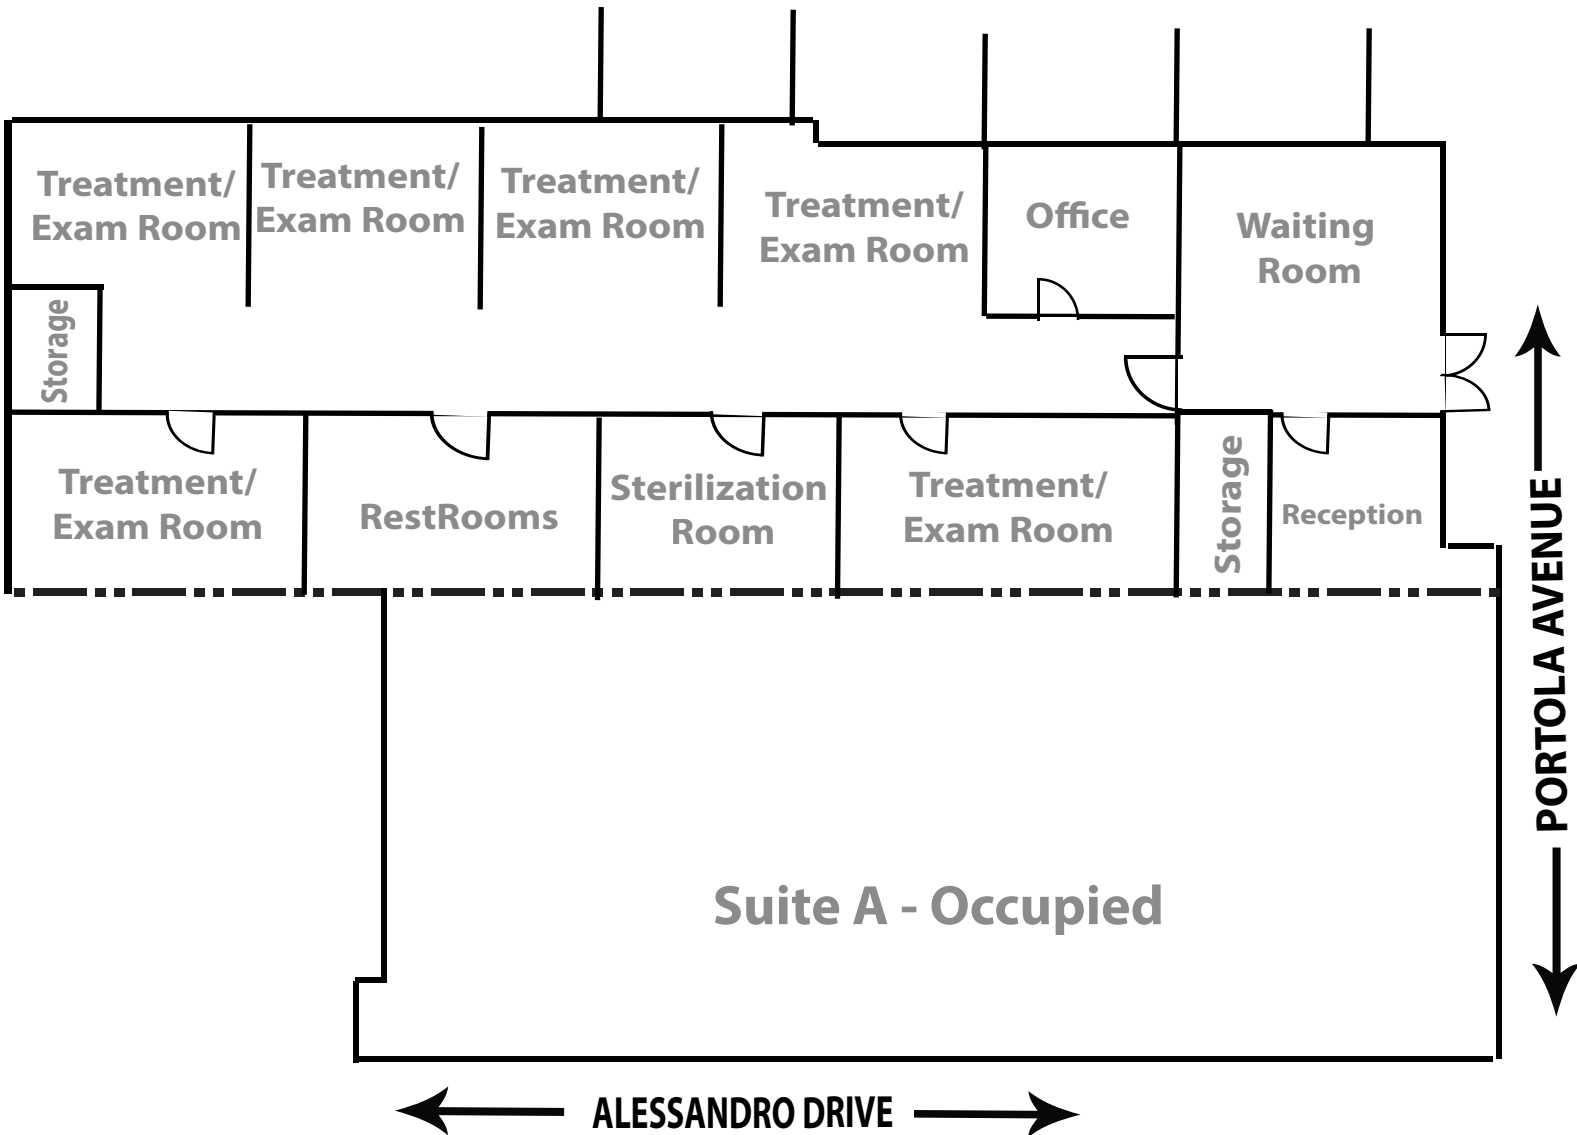 Treatment/
Exam Room
Treatment/
Exam Room
Treatment/
Exam Room
Treatment/
Exam Room
Office
Waiting
Room
Storage
Treatment/
Exam Room
RestRooms
Sterilization
Room
Treatment/
Exam Room
Storage
Reception
PORTOLA AVENUE
Suite A - Occupied
ALESSANDRO DRIVE